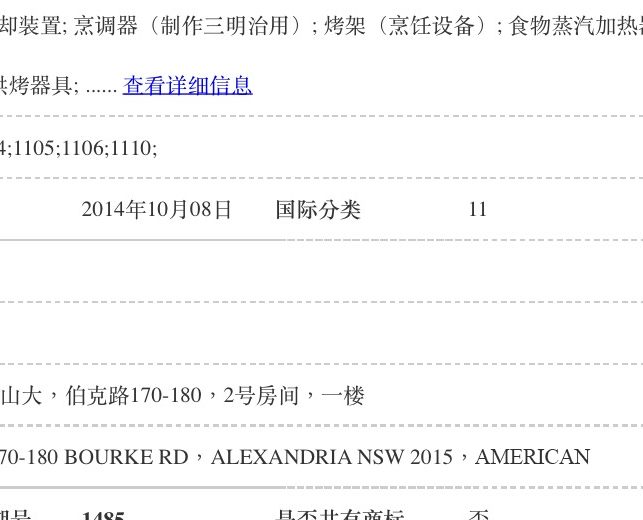 却装置; 烹调器（制作三明治用）; 烤架（烹饪设备）; 食物蒸汽加热
烘烤器具; ...... 查看详细信息
4;1105;1106;1110;
2014年10月08日 国际分类 11
山大，伯克路170-180，2号房间，一楼
70-180 BOURKE RD，ALEXANDRIA NSW 2015，AMERICAN
期号 1485 是否共有商标 否